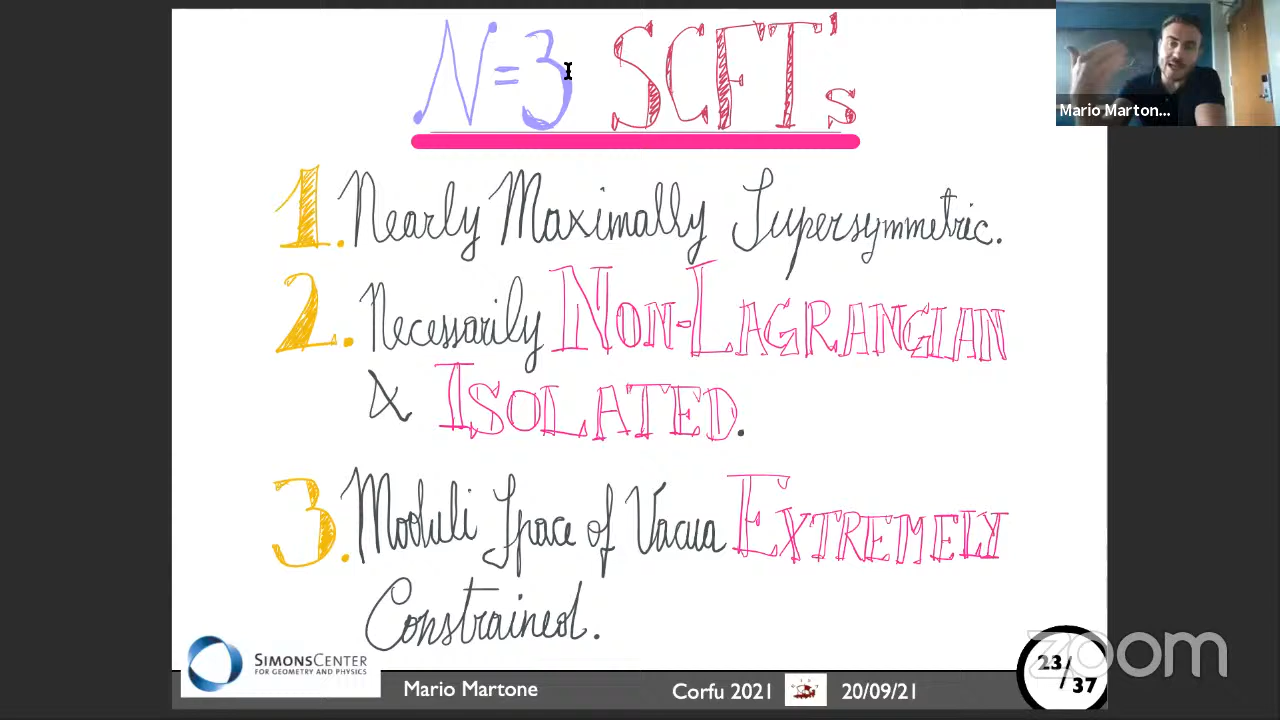 N=3 SCFT's
Mario Marton...
1. Nearly Maximally Supersymmetric.
2. Necessarily NON-LAGRANGIAN
& ISOLATED.
3. Moduli Space of Vacua EXTREMELY
Constrained.
SIMONS CENTER
FOR GEOMETRY AND PHYSICS
Mario Martone
Corfu 2021
20/09/21
23/
/37
zoom